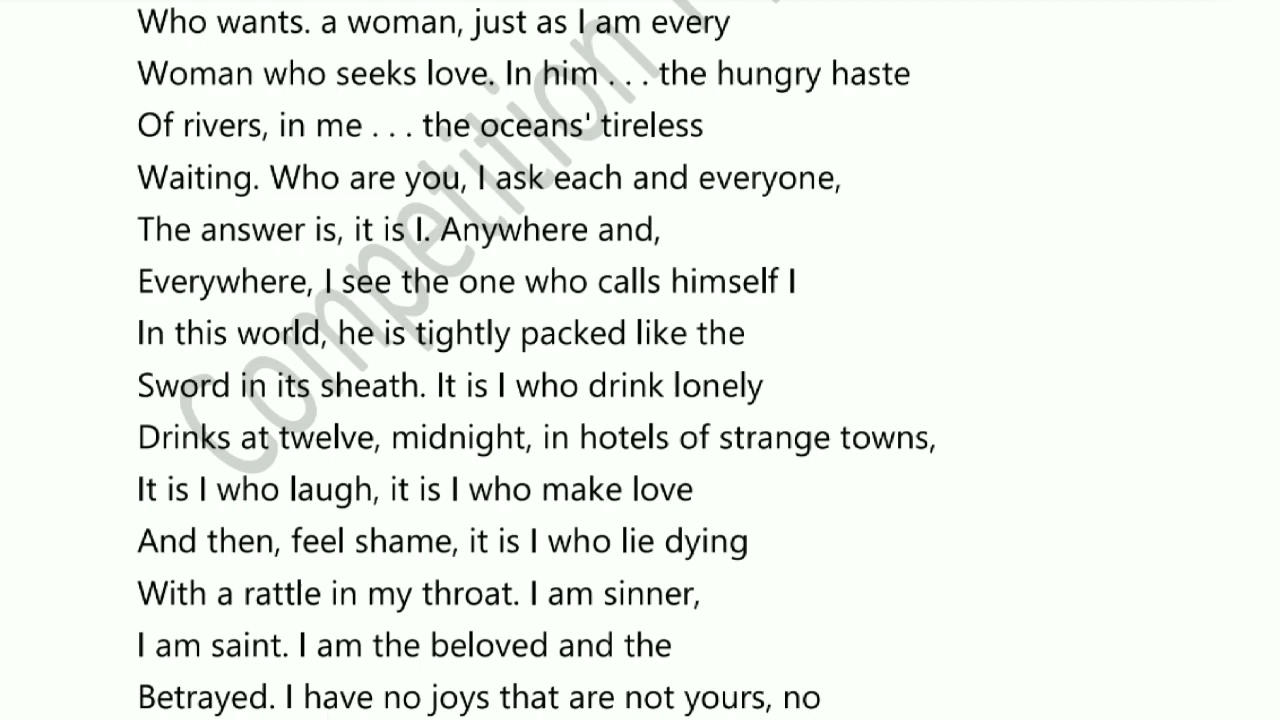 Who wants. a woman, just as I am every
Woman who seeks love. In him . . . the hungry haste
Of rivers, in me . . . the oceans' tireless
Waiting. Who are you, I ask each and everyone,
The answer is, it is I. Anywhere and,
Everywhere, I see the one who calls himself I
In this world, he is tightly packed like the
Sword in its sheath. It is I who drink lonely
Drinks at twelve, midnight, in hotels of strange towns,
It is I who laugh, it is I who make love
And then, feel shame, it is I who lie dying
With a rattle in my throat. I am sinner,
I am saint. I am the beloved and the
Betrayed. I have no joys that are not yours, no
Competition